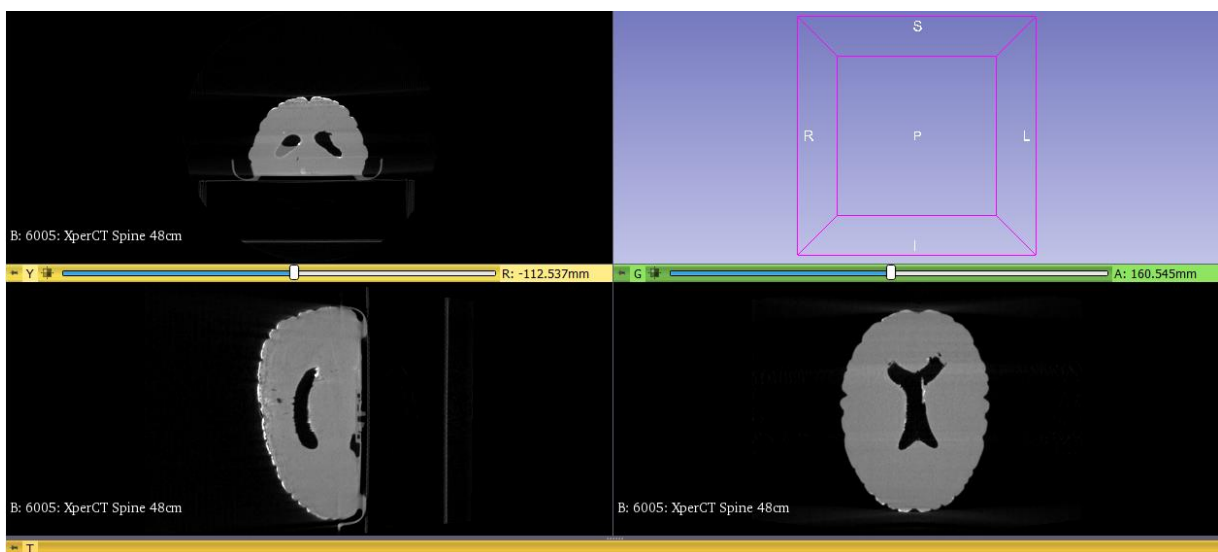 S
R
P
L
I
B: 6005: XperCT Spine 48cm
Y
R: -112.537mm
G
A: 160.545mm
B: 6005: XperCT Spine 48cm
B: 6005: XperCT Spine 48cm
T